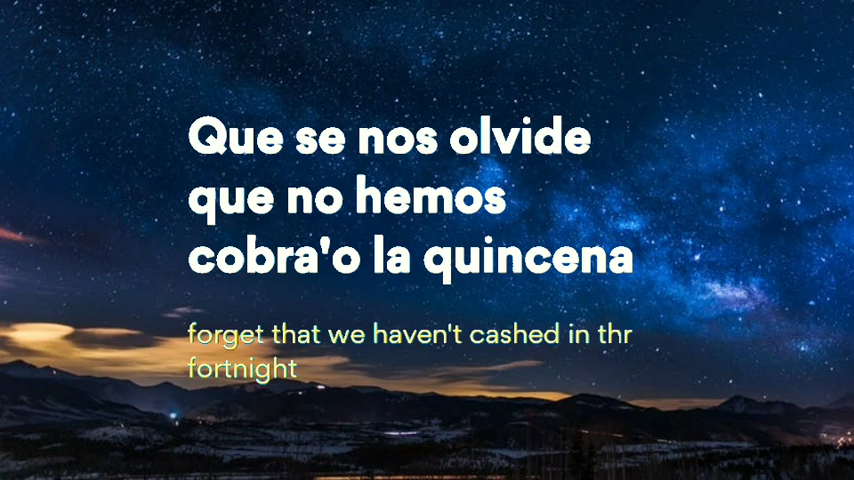 Que se nos olvide
que no hemos
cobra'o la quincena
forget that we haven't cashed in thr
fortnight